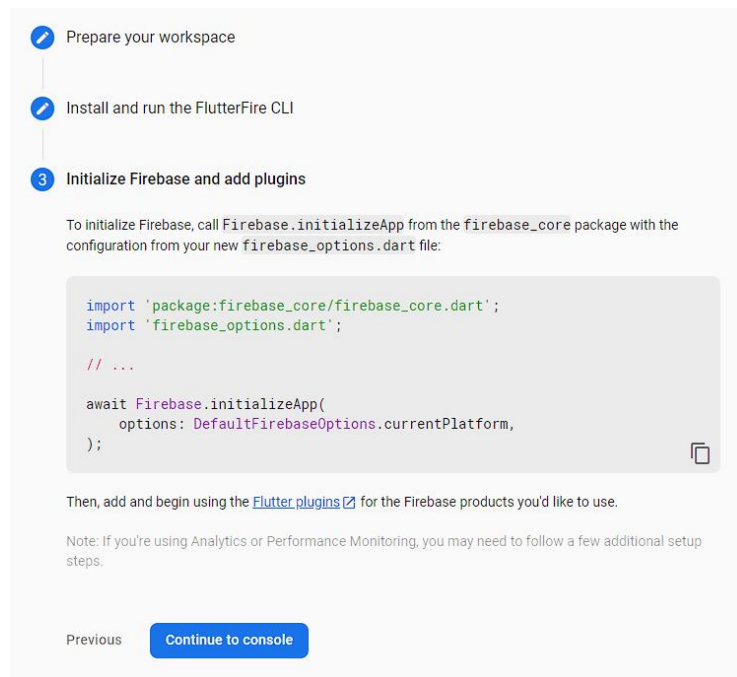 Prepare your workspace
Install and run the FlutterFire CLI
3 Initialize Firebase and add plugins
To initialize Firebase, call Firebase.initializeApp from the firebase_core package with the
configuration from your new firebase_options.dart file:
import 'package:firebase_core/firebase_core.dart';
import 'firebase_options.dart';
// ...
await Firebase.initializeApp(
    options: DefaultFirebaseOptions.currentPlatform,
);
Then, add and begin using the Flutter plugins for the Firebase products you'd like to use.
Note: If you're using Analytics or Performance Monitoring, you may need to follow a few additional setup
steps.
Previous Continue to console